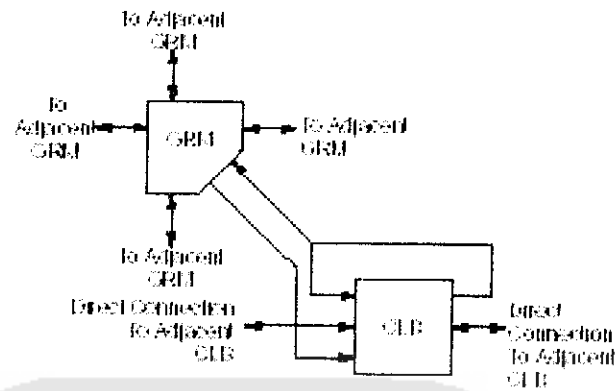 To Adjacent
GRM
To
Adjacent
GRM
GRM
To Adjacent
GRM
To Adjacent
GRM
Direct Connection
To Adjacent
CLB
CLB
Direct
Connection
To Adjacent
CLB